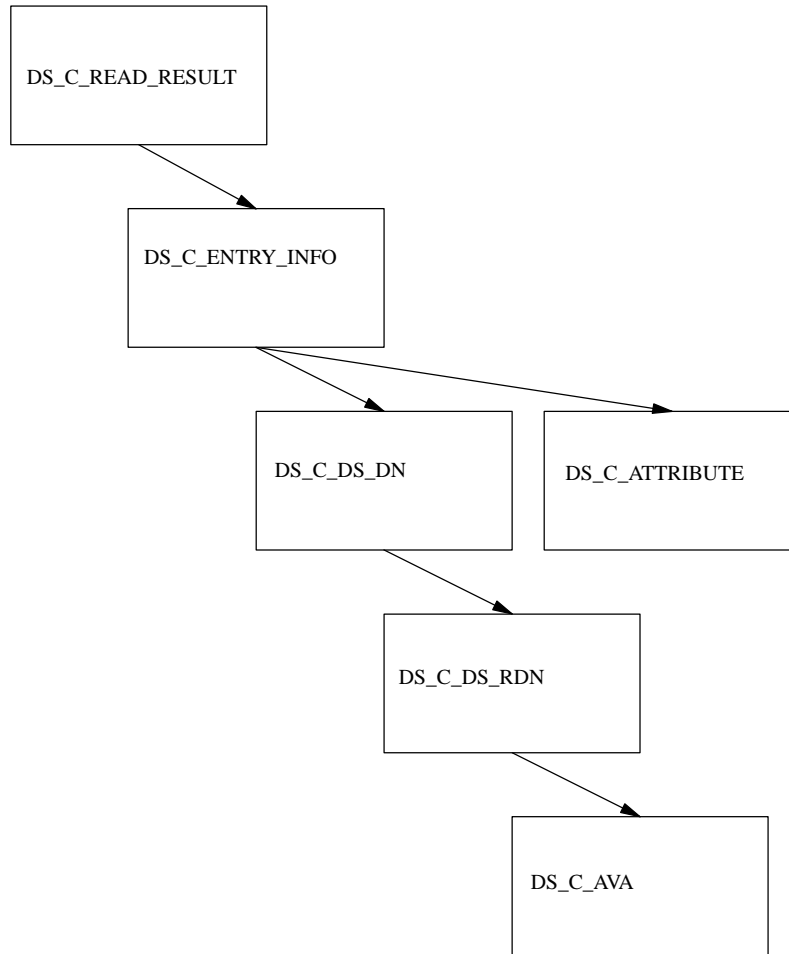 DS_C_READ_RESULT
DS_C_ENTRY_INFO
DS_C_DS_DN
DS_C_ATTRIBUTE
DS_C_DS_RDN
DS_C_AVA